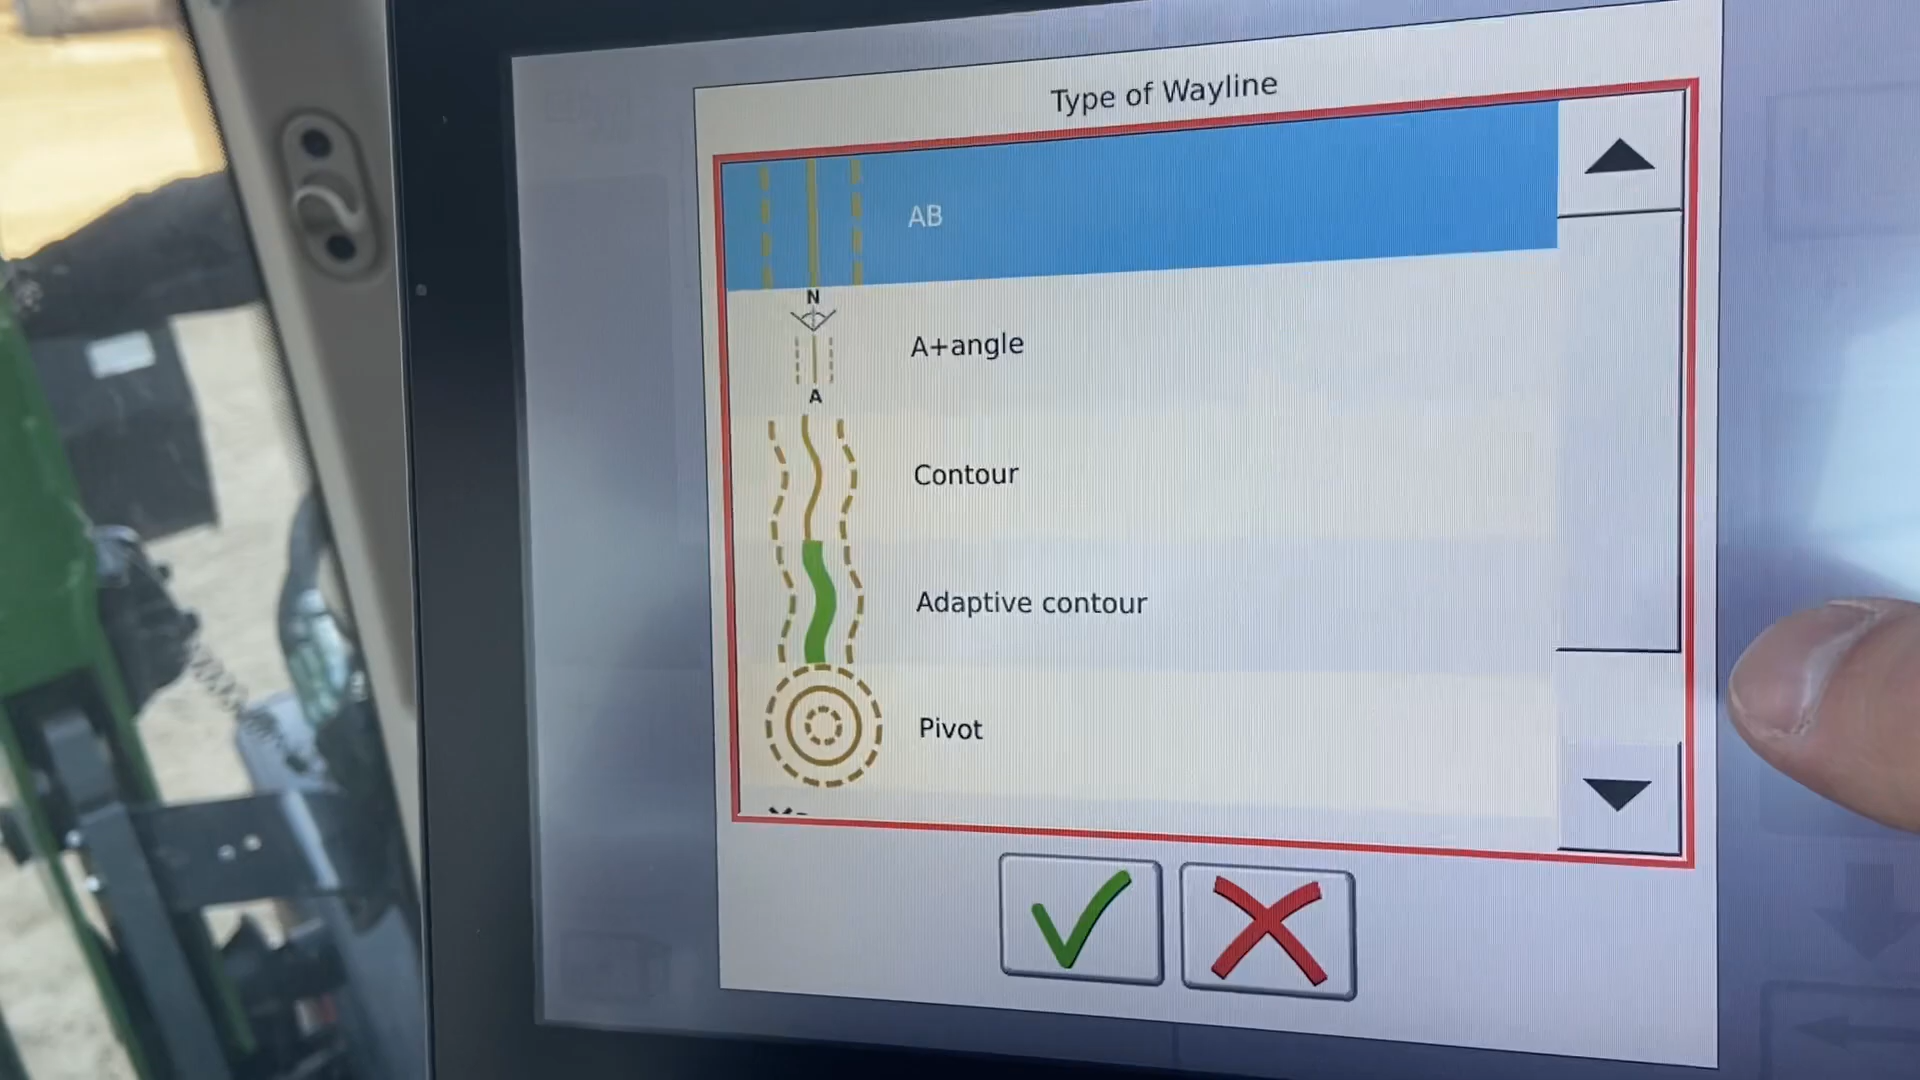 Type of Wayline
AB
N
A+angle
A
Contour
Adaptive contour
Pivot